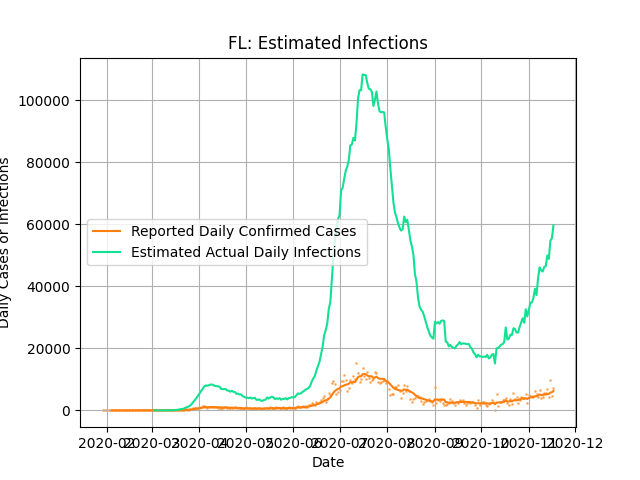 FL: Estimated Infections
Daily Cases or Infections
100000
80000
60000
40000
20000
0
Reported Daily Confirmed Cases
Estimated Actual Daily Infections
2020-02 2020-03 2020-04 2020-05 2020-06 2020-07 2020-08 2020-09 2020-10 2020-11 2020-12
Date